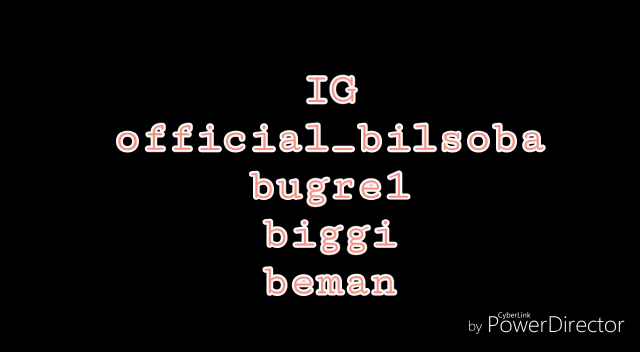 IG
official_bilsoba
bugre1
biggi
beman
CyberLink
by PowerDirector